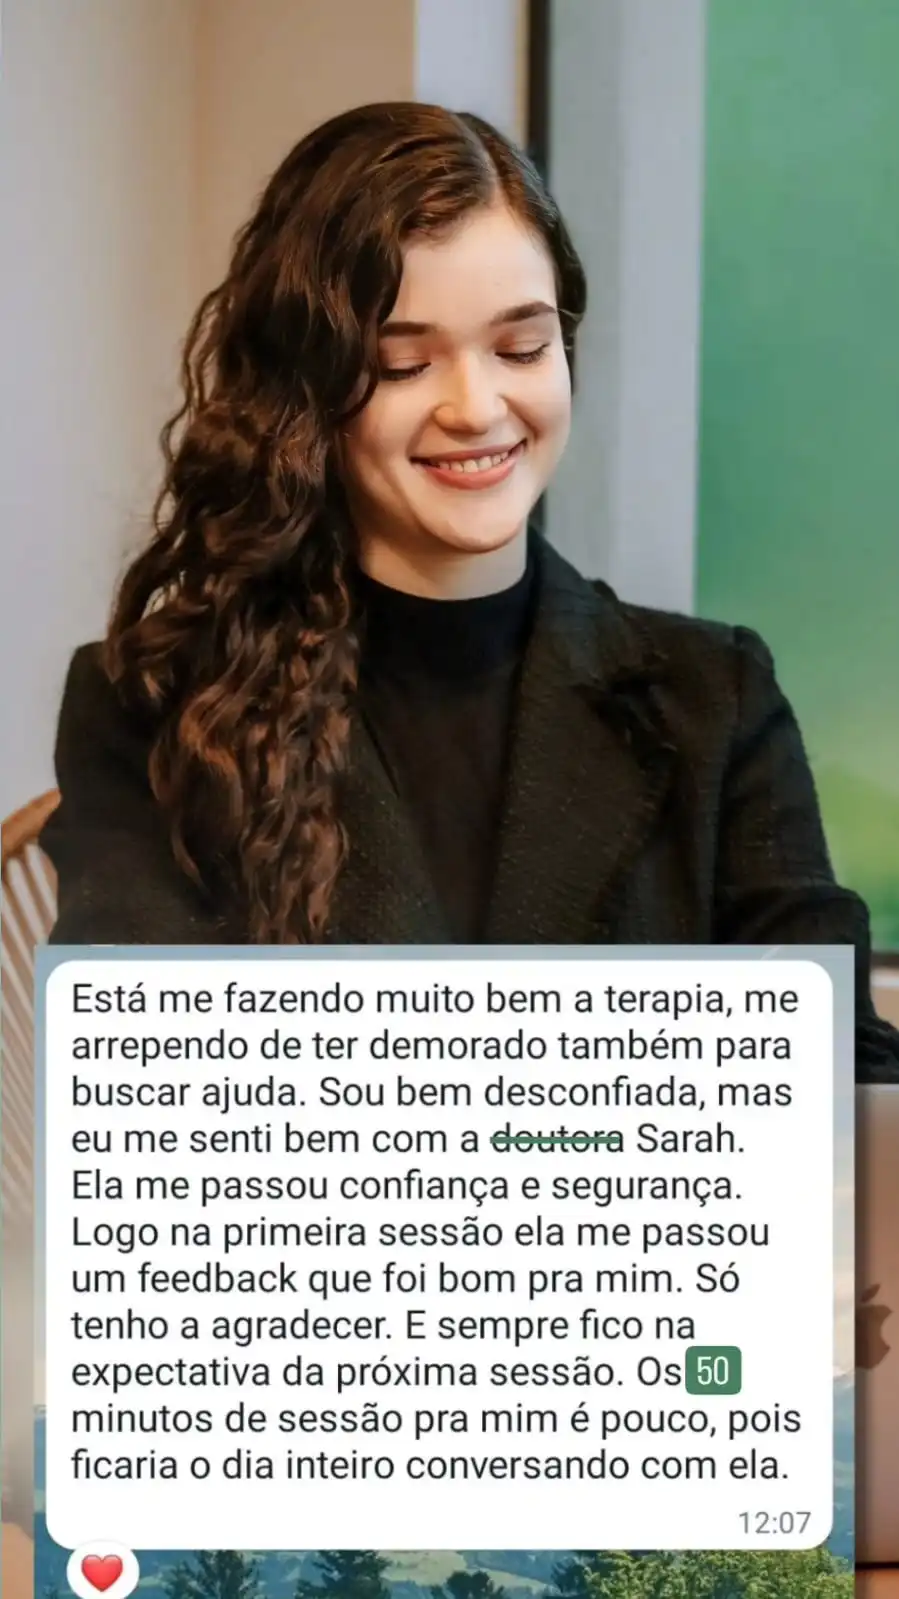 Está me fazendo muito bem a terapia, me
arrependo de ter demorado também para
buscar ajuda. Sou bem desconfiada, mas
eu me senti bem com a doutora Sarah.
Ela me passou confiança e segurança.
Logo na primeira sessão ela me passou
um feedback que foi bom pra mim. Só
tenho a agradecer. E sempre fico na
expectativa da próxima sessão. Os 50
minutos de sessão pra mim é pouco, pois
ficaria o dia inteiro conversando com ela.
12:07